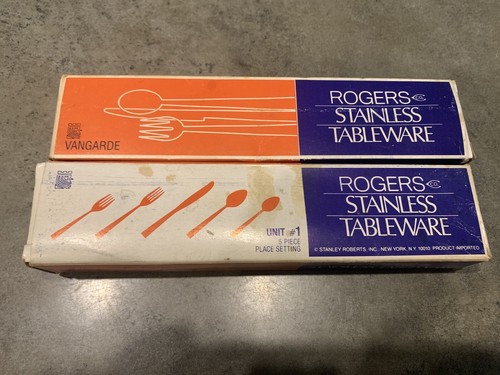 VANGARDE
ROGERS
STAINLESS
TABLEWARE
UNIT #1
5 PIECE
PLACE SETTING
ROGERS
STAINLESS
TABLEWARE
STANLEY ROBERTS, INC., NEW YORK, N.Y. 10010 PRODUCT IMPORTED